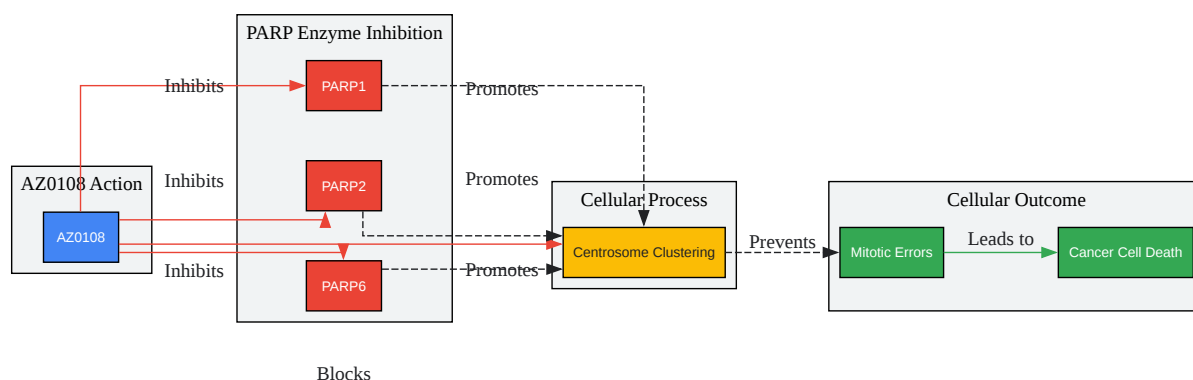 PARP Enzyme Inhibition
Inhibits
PARP1
Promotes
AZ0108 Action
Inhibits
PARP2
Promotes
Cellular Process
Cellular Outcome
AZ0108
Centrosome Clustering
Prevents
Mitotic Errors
Leads to
Cancer Cell Death
Inhibits
PARP6
Promotes
Blocks